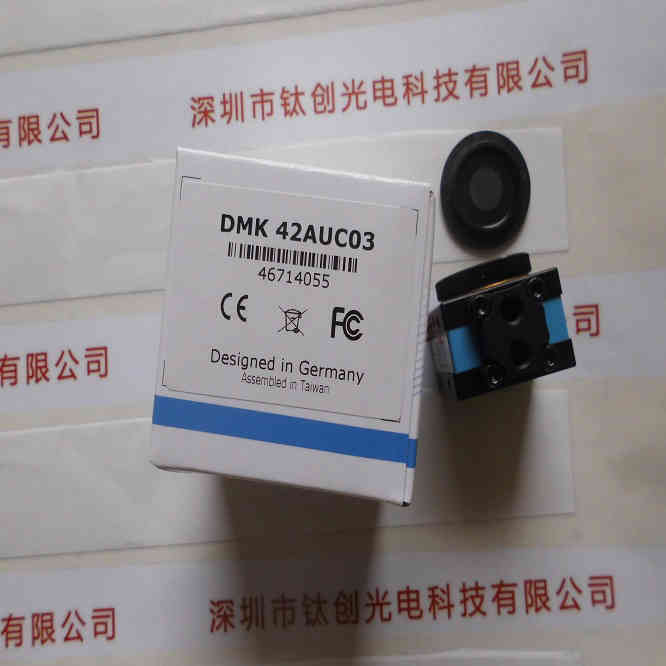 深圳市钛创光电科技有限公司
有限公司
DMK 42AUC03
46714055
CE
FC
Designed in Germany
Assembled in Taiwan
有限公司
司
深圳市钛创光电科技有限公司
有限公司